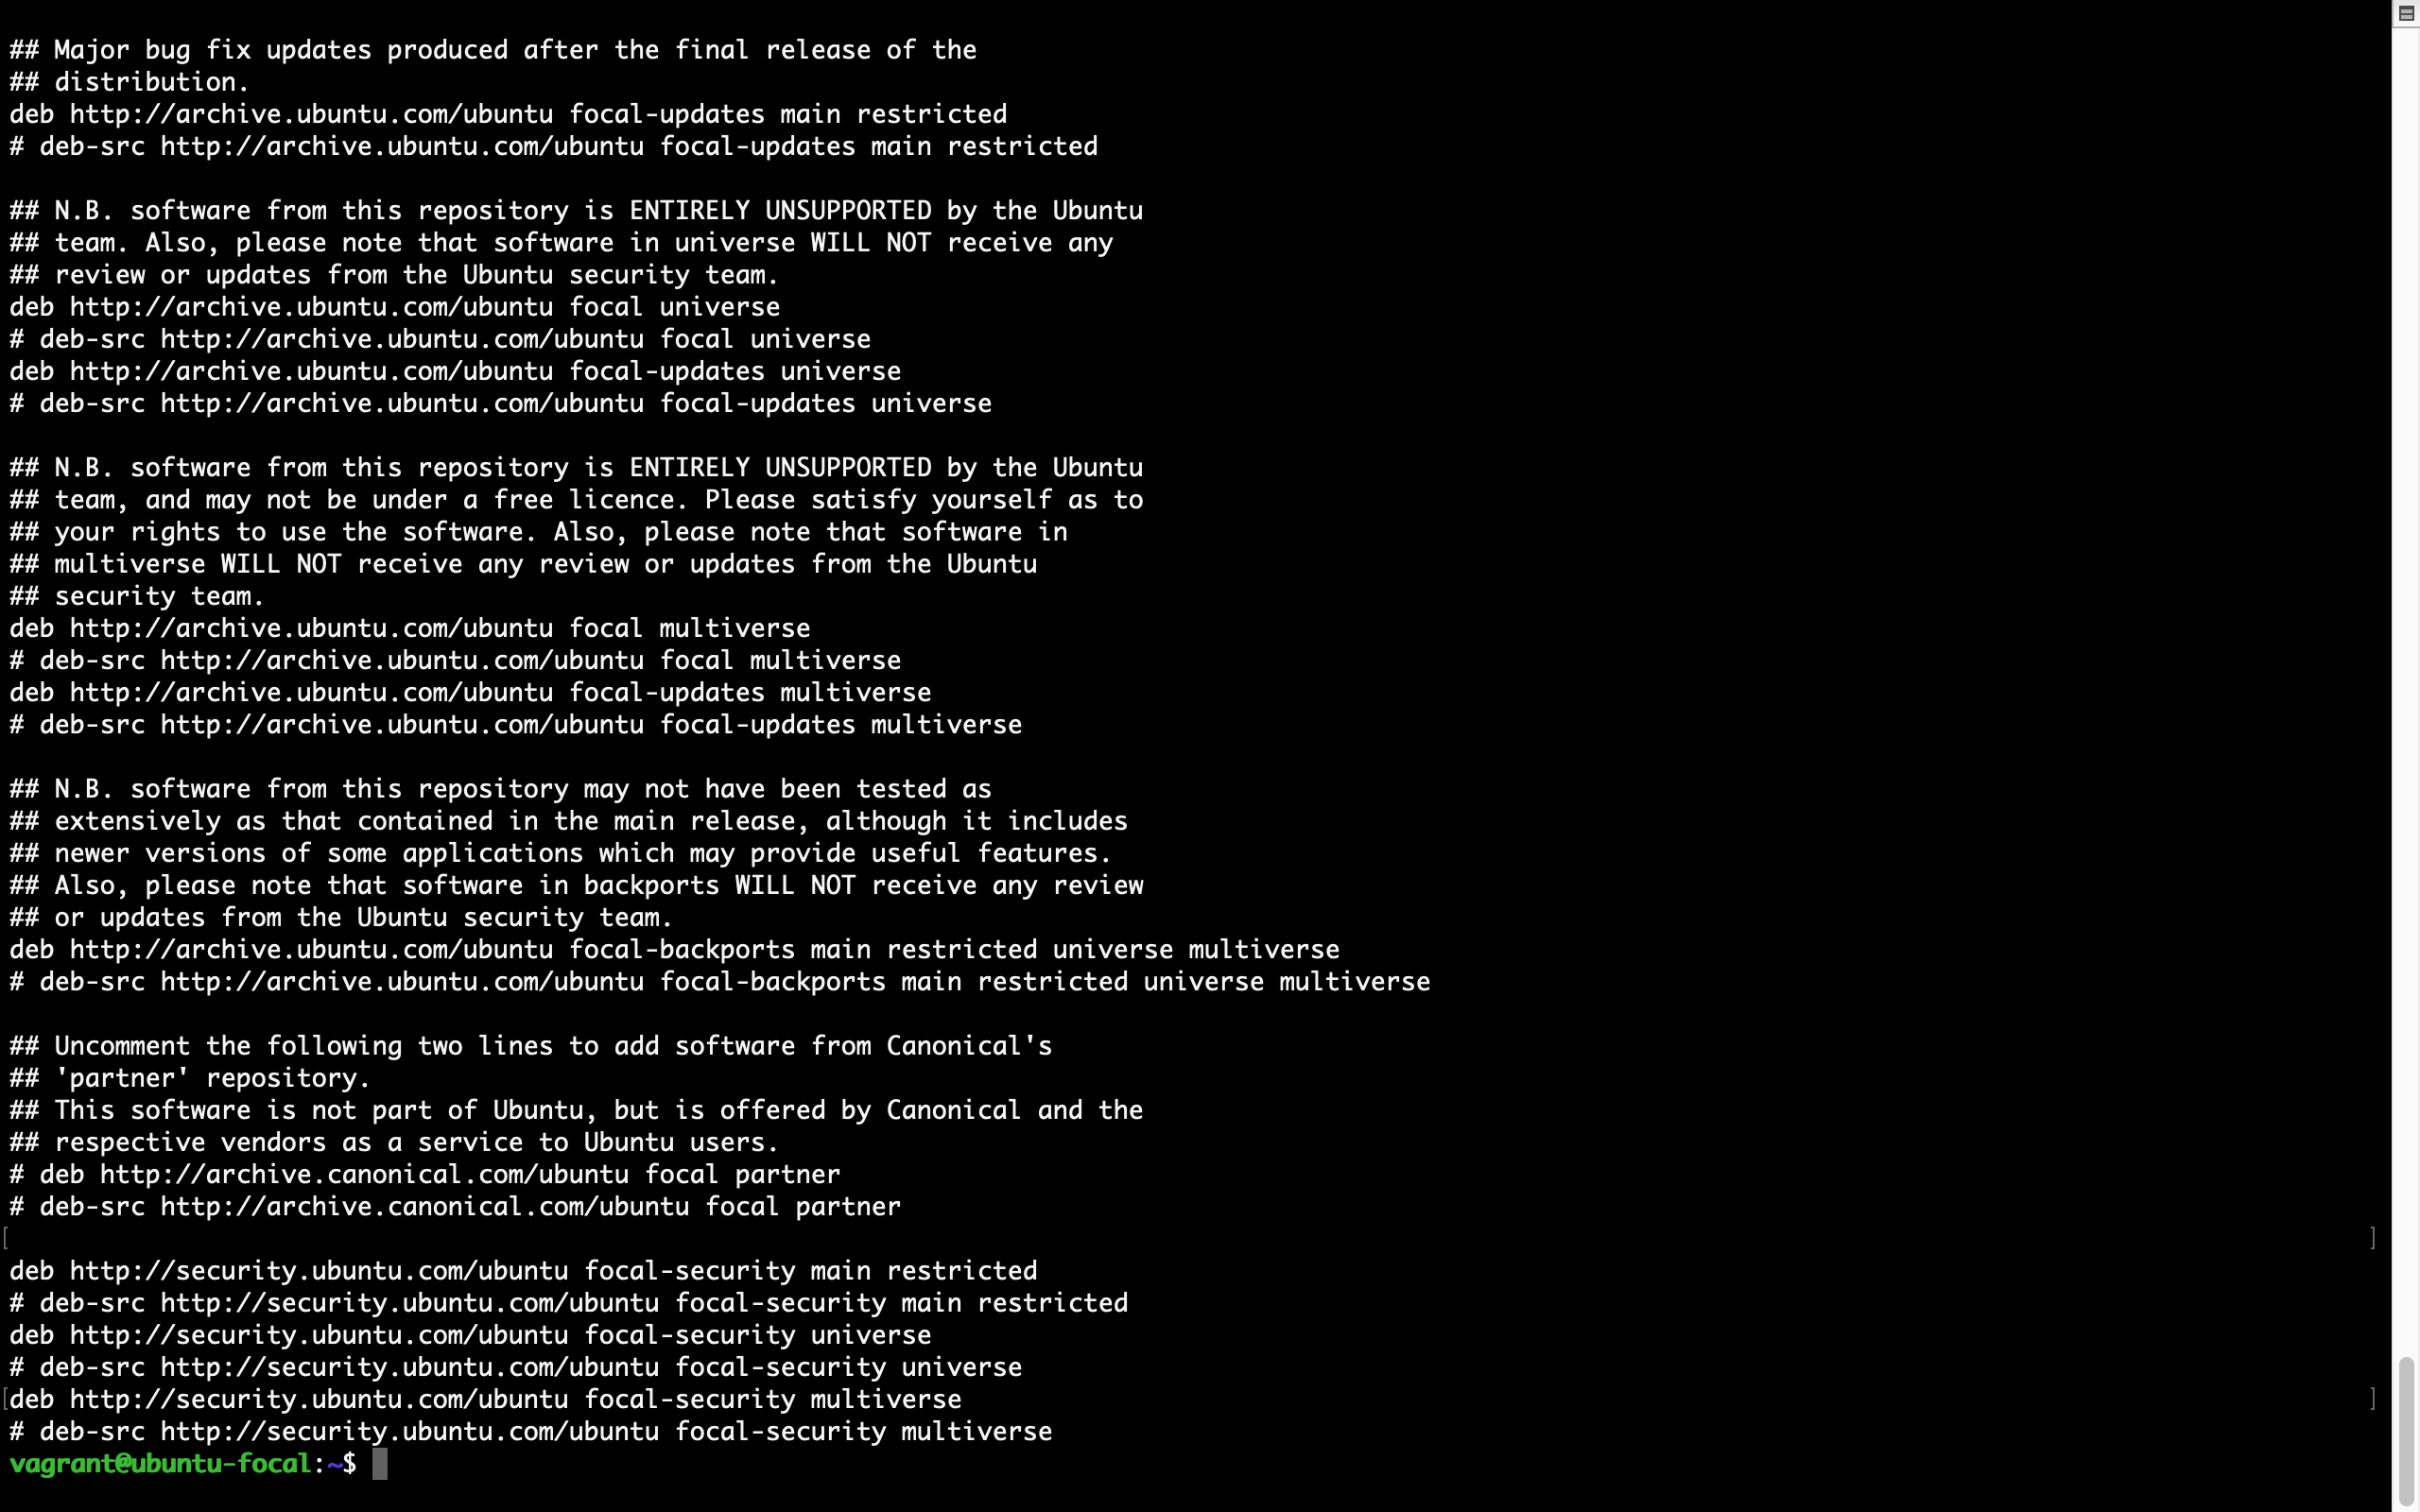 ## Major bug fix updates produced after the final release of the
## distribution.
deb http://archive.ubuntu.com/ubuntu focal-updates main restricted
# deb-src http://archive.ubuntu.com/ubuntu focal-updates main restricted

## N.B. software from this repository is ENTIRELY UNSUPPORTED by the Ubuntu
## team. Also, please note that software in universe WILL NOT receive any
## review or updates from the Ubuntu security team.
deb http://archive.ubuntu.com/ubuntu focal universe
# deb-src http://archive.ubuntu.com/ubuntu focal universe
deb http://archive.ubuntu.com/ubuntu focal-updates universe
# deb-src http://archive.ubuntu.com/ubuntu focal-updates universe

## N.B. software from this repository is ENTIRELY UNSUPPORTED by the Ubuntu
## team, and may not be under a free licence. Please satisfy yourself as to
## your rights to use the software. Also, please note that software in
## multiverse WILL NOT receive any review or updates from the Ubuntu
## security team.
deb http://archive.ubuntu.com/ubuntu focal multiverse
# deb-src http://archive.ubuntu.com/ubuntu focal multiverse
deb http://archive.ubuntu.com/ubuntu focal-updates multiverse
# deb-src http://archive.ubuntu.com/ubuntu focal-updates multiverse

## N.B. software from this repository may not have been tested as
## extensively as that contained in the main release, although it includes
## newer versions of some applications which may provide useful features.
## Also, please note that software in backports WILL NOT receive any review
## or updates from the Ubuntu security team.
deb http://archive.ubuntu.com/ubuntu focal-backports main restricted universe multiverse
# deb-src http://archive.ubuntu.com/ubuntu focal-backports main restricted universe multiverse

## Uncomment the following two lines to add software from Canonical's
## 'partner' repository.
## This software is not part of Ubuntu, but is offered by Canonical and the
## respective vendors as a service to Ubuntu users.
# deb http://archive.canonical.com/ubuntu focal partner
# deb-src http://archive.canonical.com/ubuntu focal partner

deb http://security.ubuntu.com/ubuntu focal-security main restricted
# deb-src http://security.ubuntu.com/ubuntu focal-security main restricted
deb http://security.ubuntu.com/ubuntu focal-security universe
# deb-src http://security.ubuntu.com/ubuntu focal-security universe
deb http://security.ubuntu.com/ubuntu focal-security multiverse
# deb-src http://security.ubuntu.com/ubuntu focal-security multiverse
vagrant@ubuntu-focal:~$